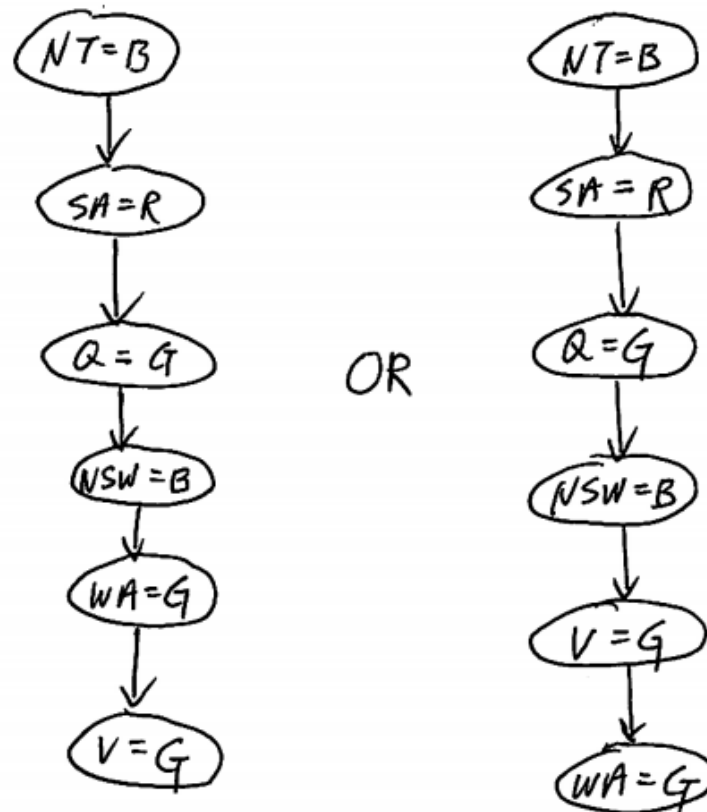 NT=B
SA=R
Q=G
NSW=B
WA=G
V=G
OR
NT=B
SA=R
Q=G
NSW=B
V=G
WA=G